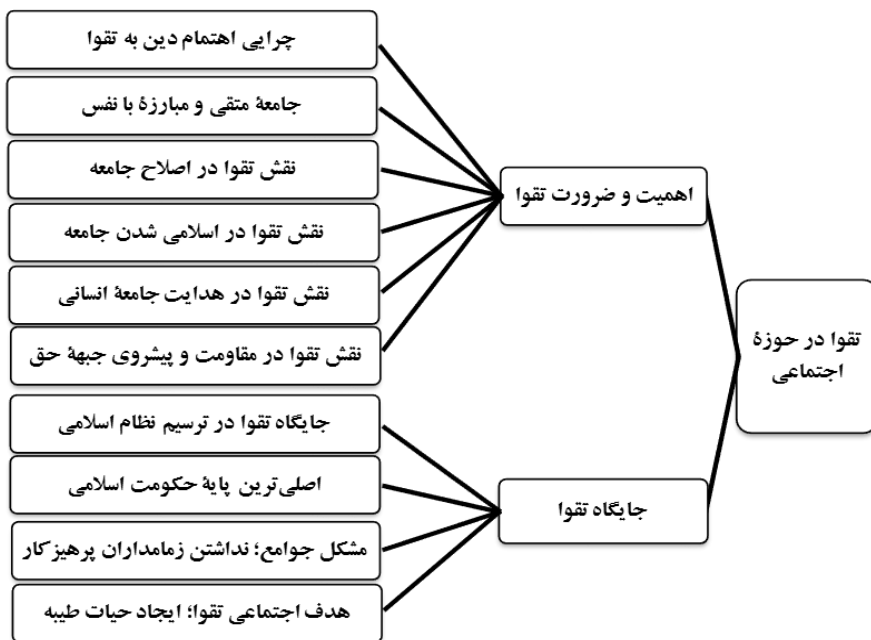 تقوا در حوزهٔ
اجتماعی
اهمیت و ضرورت تقوا
چرایی اهتمام دین به تقوا
جامعهٔ متقی و مبارزهٔ با نفس
نقش تقوا در اصلاح جامعه
نقش تقوا در اسلامی شدن جامعه
نقش تقوا در هدایت جامعهٔ انسانی
نقش تقوا در مقاومت و پیشروی جبههٔ حق
جایگاه تقوا
جایگاه تقوا در ترسیم نظام اسلامی
اصلی‌ترین پایهٔ حکومت اسلامی
مشکل جوامع؛ نداشتن زمامداران پرهیزکار
هدف اجتماعی تقوا؛ ایجاد حیات طیبه